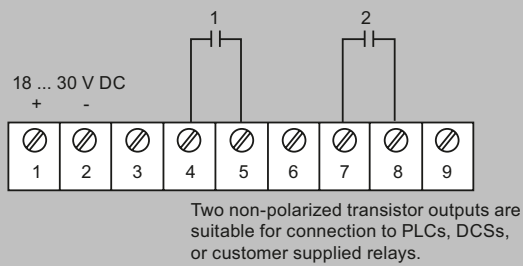 1 2
18 ... 30 V DC
+ -
1 2 3 4 5 6 7 8 9
Two non-polarized transistor outputs are
suitable for connection to PLCs, DCSs,
or customer supplied relays.